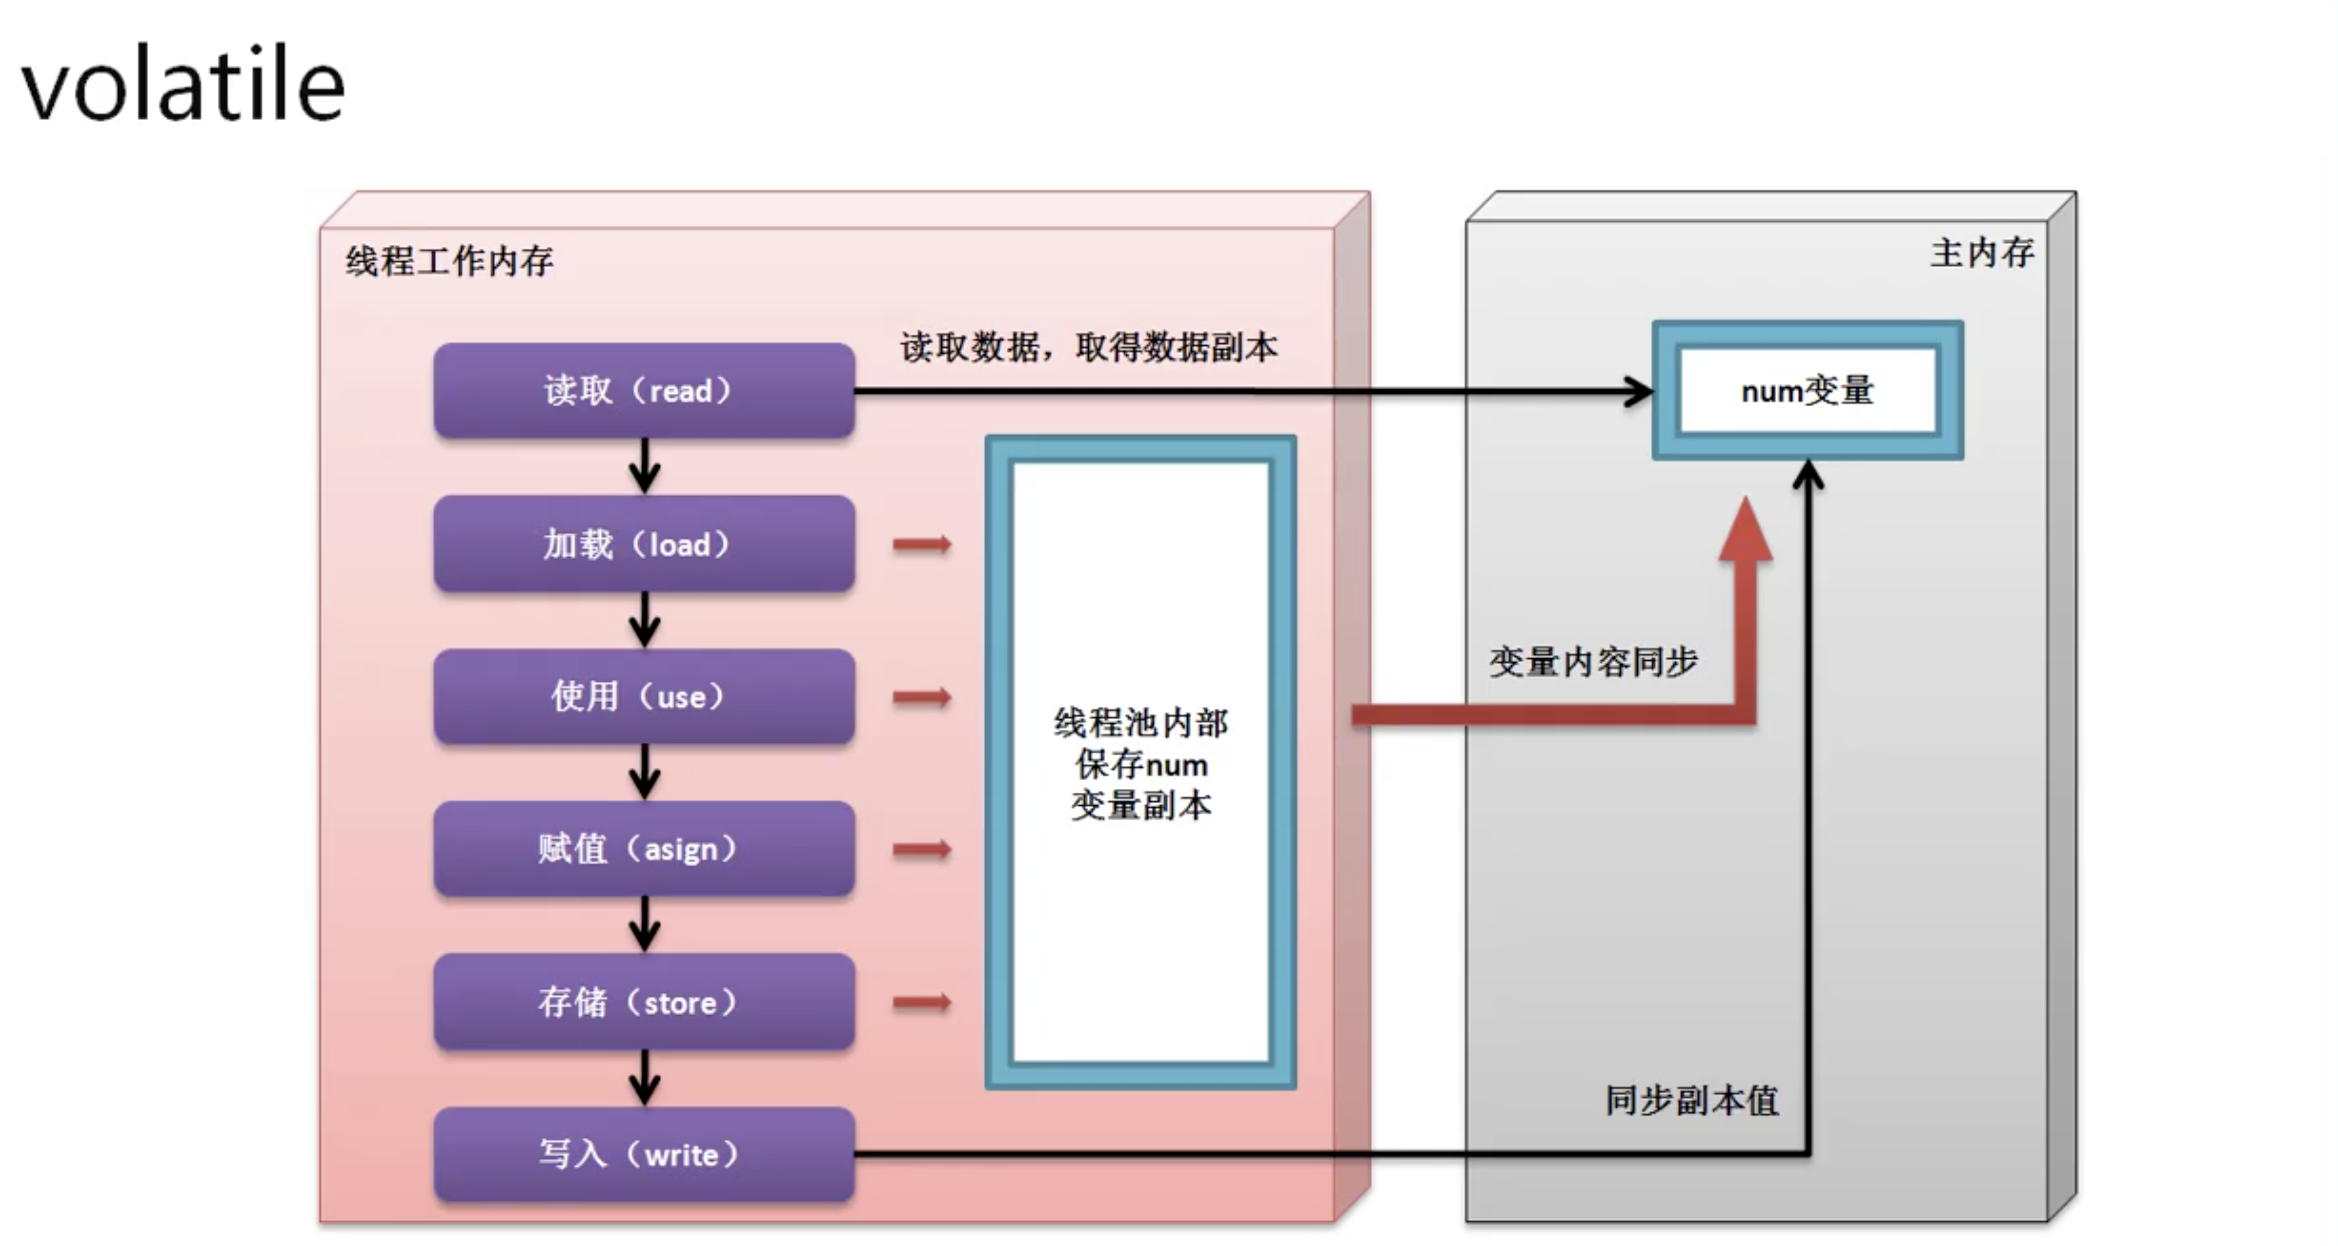 volatile
线程工作内存
主内存
读取数据，取得数据副本
读取（read）
num变量
加载（load）
使用（use）
变量内容同步
线程池内部
保存num
变量副本
赋值（asign）
存储（store）
同步副本值
写入（write）